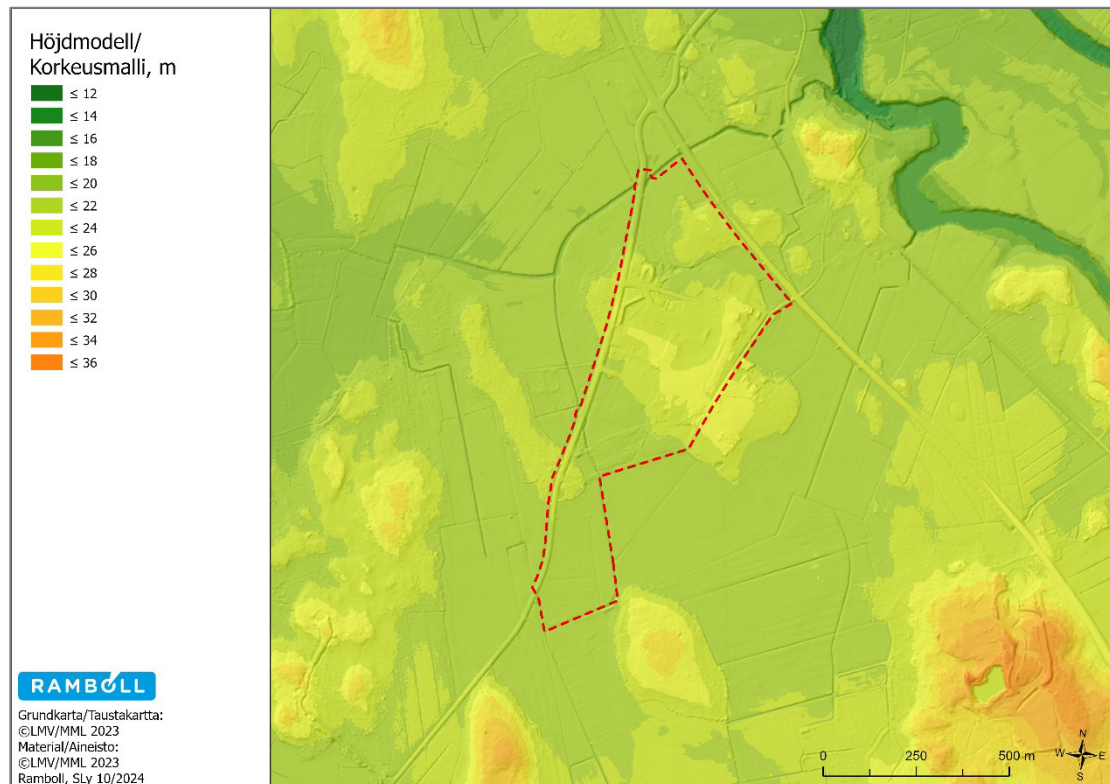 Höjdmodell/
Korkeusmalli, m
≤ 12
≤ 14
≤ 16
≤ 18
≤ 20
≤ 22
≤ 24
≤ 26
≤ 28
≤ 30
≤ 32
≤ 34
≤ 36
RAMBOLL
Grundkarta/Taustakartta:
©LMV/MML 2023
Material/Aineisto:
©LMV/MML 2023
Ramboll, SLy 10/2024
0 250 500 m
N
W E
S